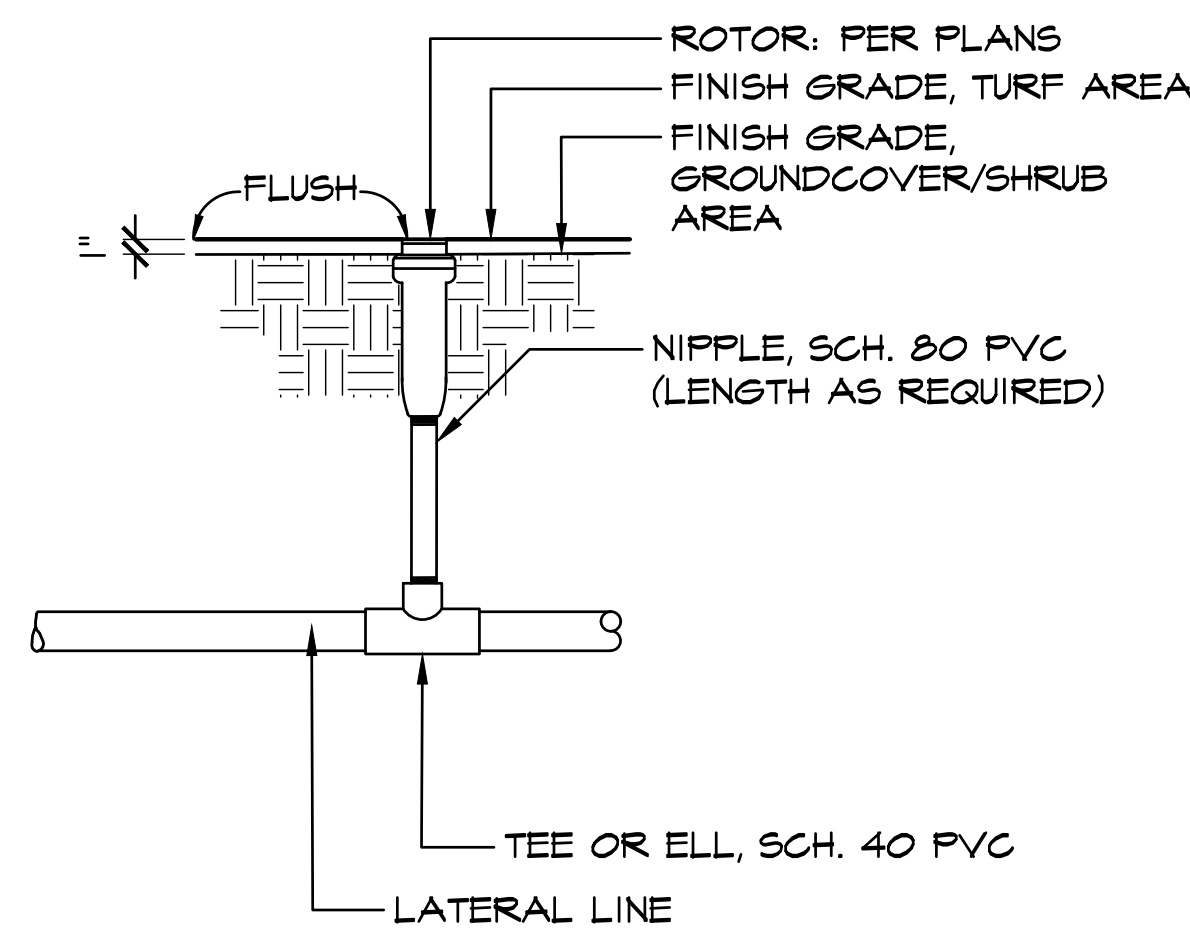 ROTOR: PER PLANS
FINISH GRADE, TURF AREA
FINISH GRADE,
GROUNDCOVER/SHRUB
AREA
FLUSH
1"
NIPPLE, SCH. 80 PVC
(LENGTH AS REQUIRED)
TEE OR ELL, SCH. 40 PVC
LATERAL LINE